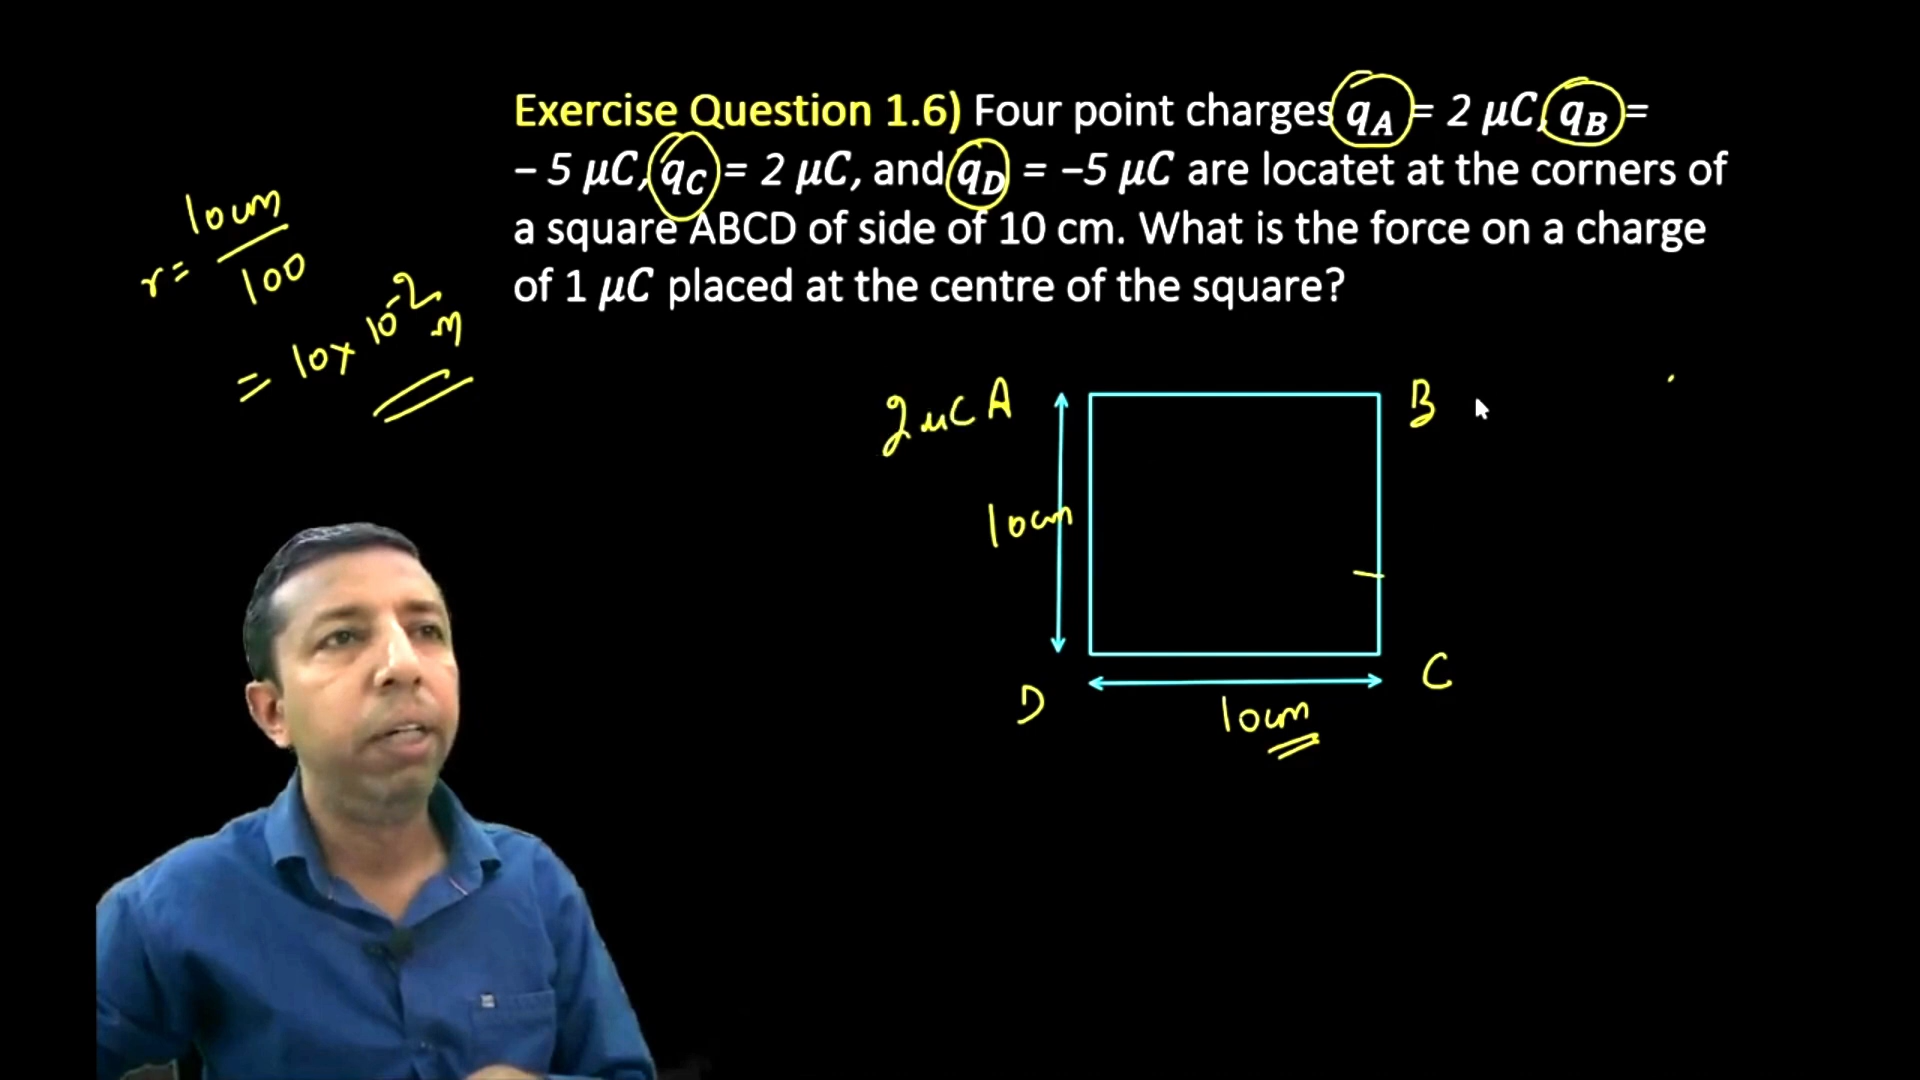 Exercise Question 1.6) Four point charges qA = 2 μC, qB =
− 5 μC, qC = 2 μC, and qD = −5 μC are locatet at the corners of
a square ABCD of side of 10 cm. What is the force on a charge
of 1 μC placed at the centre of the square?
r = 10cm
100
= 10 × 10⁻² m
2μC A
B
10cm
D
C
10cm